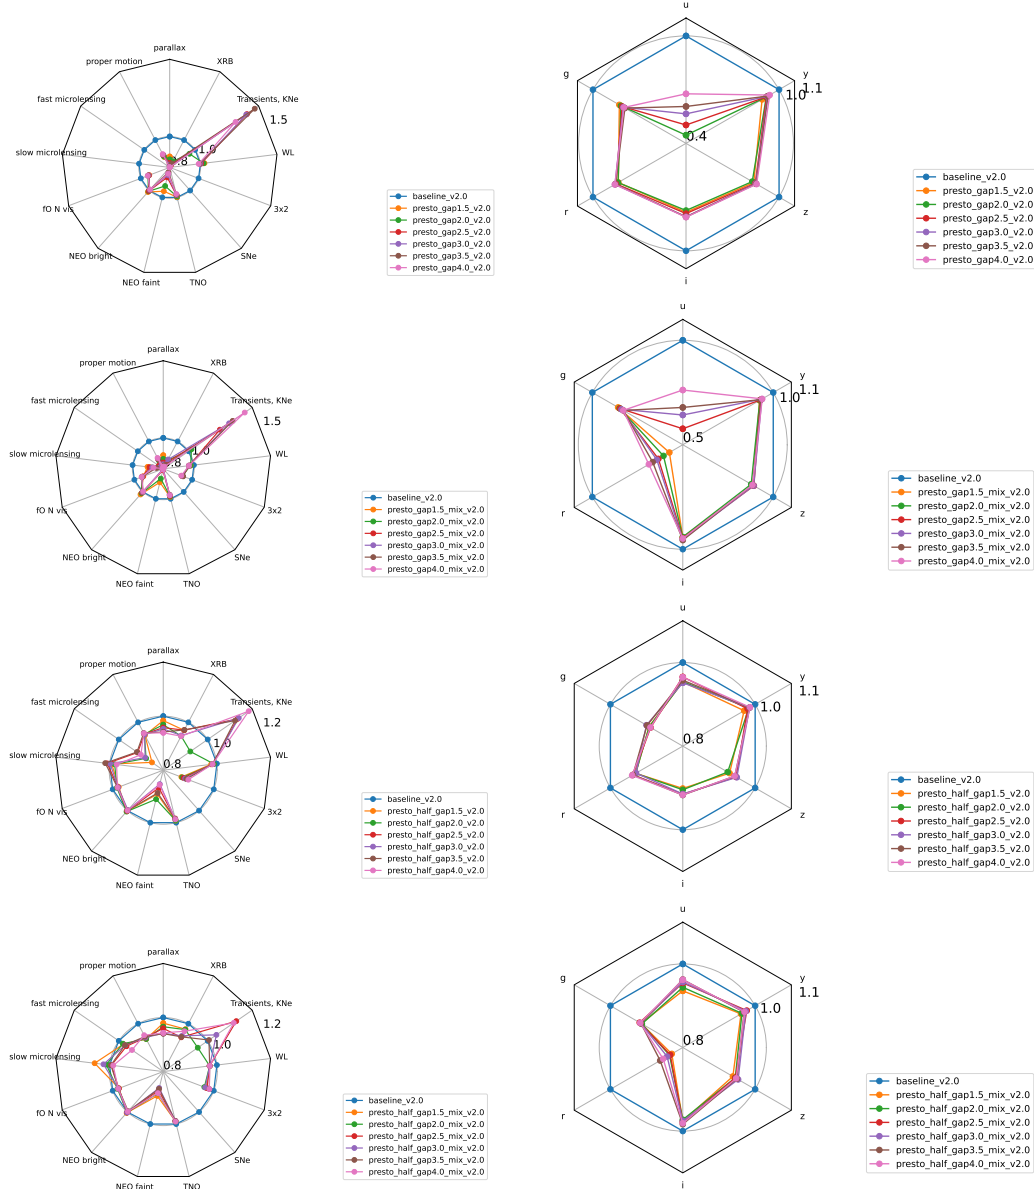 parallax
XRB
Transients, KNe
WL
3x2
SNe
TNO
NEO faint
NEO bright
fO N vis
slow microlensing
fast microlensing
proper motion
1.0
1.5
baseline_v2.0
presto_gap1.5_v2.0
presto_gap2.0_v2.0
presto_gap2.5_v2.0
presto_gap3.0_v2.0
presto_gap3.5_v2.0
presto_gap4.0_v2.0
u
y
z
i
r
g
0.4
1.0
1.1
baseline_v2.0
presto_gap1.5_v2.0
presto_gap2.0_v2.0
presto_gap2.5_v2.0
presto_gap3.0_v2.0
presto_gap3.5_v2.0
presto_gap4.0_v2.0
parallax
XRB
Transients, KNe
WL
3x2
SNe
TNO
NEO faint
NEO bright
fO N vis
slow microlensing
fast microlensing
proper motion
0.8
1.0
1.5
baseline_v2.0
presto_gap1.5_mix_v2.0
presto_gap2.0_mix_v2.0
presto_gap2.5_mix_v2.0
presto_gap3.0_mix_v2.0
presto_gap3.5_mix_v2.0
presto_gap4.0_mix_v2.0
u
y
z
i
r
g
0.5
1.0
1.1
baseline_v2.0
presto_gap1.5_mix_v2.0
presto_gap2.0_mix_v2.0
presto_gap2.5_mix_v2.0
presto_gap3.0_mix_v2.0
presto_gap3.5_mix_v2.0
presto_gap4.0_mix_v2.0
parallax
XRB
Transients, KNe
WL
3x2
SNe
TNO
NEO faint
NEO bright
fO N vis
slow microlensing
fast microlensing
proper motion
0.8
1.0
1.2
baseline_v2.0
presto_half_gap1.5_v2.0
presto_half_gap2.0_v2.0
presto_half_gap2.5_v2.0
presto_half_gap3.0_v2.0
presto_half_gap3.5_v2.0
presto_half_gap4.0_v2.0
u
y
z
i
r
g
0.8
1.0
1.1
baseline_v2.0
presto_half_gap1.5_v2.0
presto_half_gap2.0_v2.0
presto_half_gap2.5_v2.0
presto_half_gap3.0_v2.0
presto_half_gap3.5_v2.0
presto_half_gap4.0_v2.0
parallax
XRB
Transients, KNe
WL
3x2
SNe
TNO
NEO faint
NEO bright
fO N vis
slow microlensing
fast microlensing
proper motion
0.8
1.0
1.2
baseline_v2.0
presto_half_gap1.5_mix_v2.0
presto_half_gap2.0_mix_v2.0
presto_half_gap2.5_mix_v2.0
presto_half_gap3.0_mix_v2.0
presto_half_gap3.5_mix_v2.0
presto_half_gap4.0_mix_v2.0
u
y
z
i
r
g
0.8
1.0
1.1
baseline_v2.0
presto_half_gap1.5_mix_v2.0
presto_half_gap2.0_mix_v2.0
presto_half_gap2.5_mix_v2.0
presto_half_gap3.0_mix_v2.0
presto_half_gap3.5_mix_v2.0
presto_half_gap4.0_mix_v2.0